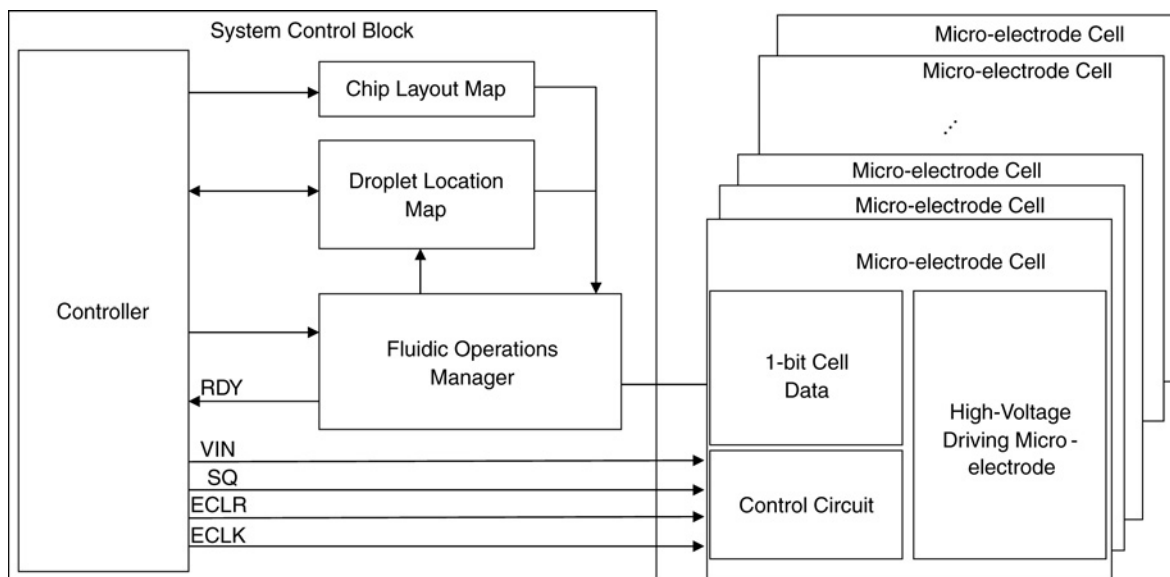 System Control Block
Chip Layout Map
Droplet Location
Map
Controller
Fluidic Operations
Manager
RDY
VIN
SQ
ECLR
ECLK
Micro-electrode Cell
Micro-electrode Cell
Micro-electrode Cell
Micro-electrode Cell
Micro-electrode Cell
1-bit Cell
Data
High-Voltage
Driving Micro-
electrode
Control Circuit